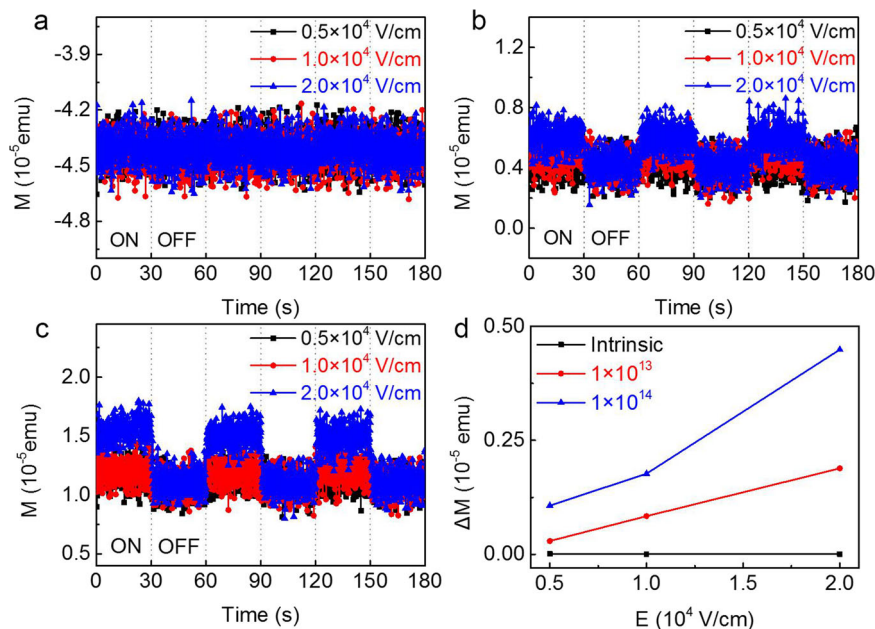 a
0.5×10⁴ V/cm
1.0×10⁴ V/cm
2.0×10⁴ V/cm
-3.9
-4.2
-4.5
-4.8
M (10⁻⁵emu)
ON OFF
0 30 60 90 120 150 180
Time (s)
b
0.5×10⁴ V/cm
1.0×10⁴ V/cm
2.0×10⁴ V/cm
1.2
0.8
0.4
0.0
M (10⁻⁵emu)
ON OFF
0 30 60 90 120 150 180
Time (s)
c
0.5×10⁴ V/cm
1.0×10⁴ V/cm
2.0×10⁴ V/cm
2.0
1.5
1.0
0.5
M (10⁻⁵emu)
ON OFF
0 30 60 90 120 150 180
Time (s)
d
Intrinsic
1×10¹³
1×10¹⁴
0.50
0.25
0.00
ΔM (10⁻⁵ emu)
0.5 1.0 1.5 2.0
E (10⁴ V/cm)